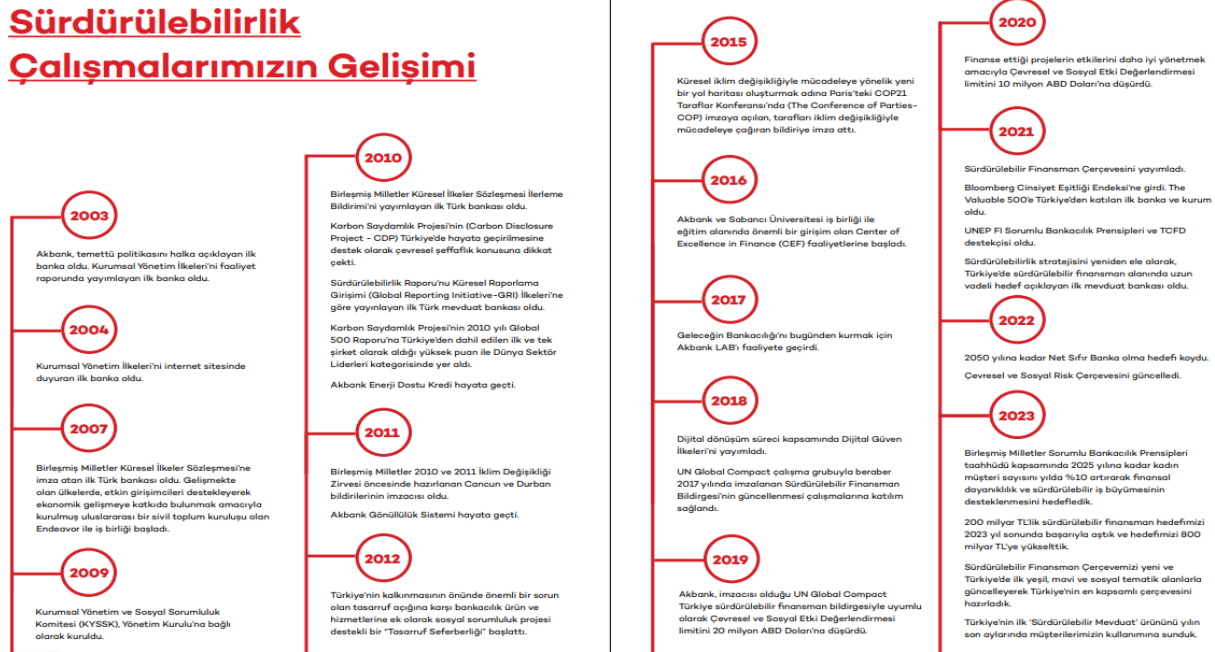 Sürdürülebilirlik
Çalışmalarımızın Gelişimi
2003
Akbank, temettü politikasını halka açıklayan ilk
banka oldu. Kurumsal Yönetim İlkeleri'ni faaliyet
raporunda yayımlayan ilk banka oldu.
2004
Kurumsal Yönetim İlkeleri'ni internet sitesinde
duyuran ilk banka oldu.
2007
Birleşmiş Milletler Küresel İlkeler Sözleşmesi'ne
imza atan ilk Türk bankası oldu. Gelişmekte
olan ülkelerde, etkin girişimcileri destekleyerek
ekonomik gelişmeye katkıda bulunmak amacıyla
kurulmuş uluslararası bir sivil toplum kuruluşu olan
Endeavor ile iş birliği başladı.
2009
Kurumsal Yönetim ve Sosyal Sorumluluk
Komitesi (KYSSK), Yönetim Kurulu'na bağlı
olarak kuruldu.
2010
Birleşmiş Milletler Küresel İlkeler Sözleşmesi İlerleme
Bildirimi'ni yayımlayan ilk Türk bankası oldu.
Karbon Saydamlık Projesi'nin (Carbon Disclosure
Project - CDP) Türkiye'de hayata geçirilmesine
destek olarak çevresel şeffaflık konusuna dikkat
çekti.
Sürdürülebilirlik Raporu'nu Küresel Raporlama
Girişimi (Global Reporting Initiative-GRI) İlkeleri'ne
göre yayınlayan ilk Türk mevduat bankası oldu.
Karbon Saydamlık Projesi'nin 2010 yılı Global
500 Raporu'na Türkiye'den dahil edilen ilk ve tek
şirket olarak aldığı yüksek puan ile Dünya Sektör
Liderleri kategorisinde yer aldı.
Akbank Enerji Dostu Kredi hayata geçti.
2011
Birleşmiş Milletler 2010 ve 2011 İklim Değişikliği
Zirvesi öncesinde hazırlanan Cancun ve Durban
bildirilerinin imzacısı oldu.
Akbank Gönüllülük Sistemi hayata geçti.
2012
Türkiye'nin kalkınmasının önünde önemli bir sorun
olan tasarruf açığına karşı bankacılık ürün ve
hizmetlerine ek olarak sosyal sorumluluk projesi
destekli bir "Tasarruf Seferberliği" başlattı.
2015
Küresel iklim değişikliğiyle mücadeleye yönelik yeni
bir yol haritası oluşturmak adına Paris'teki COP21
Taraflar Konferansı'nda (The Conference of Parties-
COP) imzaya açılan, tarafları iklim değişikliğiyle
mücadeleye çağıran bildiriye imza attı.
2016
Akbank ve Sabancı Üniversitesi iş birliği ile
eğitim alanında önemli bir girişim olan Center of
Excellence in Finance (CEF) faaliyetlerine başladı.
2017
Geleceğin Bankacılığı'nı bugünden kurmak için
Akbank LAB'ı faaliyete geçirdi.
2018
Dijital dönüşüm süreci kapsamında Dijital Güven
İlkeleri'ni yayımladı.
UN Global Compact çalışma grubuyla beraber
2017 yılında imzalanan Sürdürülebilir Finansman
Bildirgesi'nin güncellenmesi çalışmalarına katılım
sağlandı.
2019
Akbank, imzacısı olduğu UN Global Compact
Türkiye sürdürülebilir finansman bildirgesiyle uyumlu
olarak Çevresel ve Sosyal Etki Değerlendirmesi
limitini 20 milyon ABD Doları'na düşürdü.
2020
Finanse ettiği projelerin etkilerini daha iyi yönetmek
amacıyla Çevresel ve Sosyal Etki Değerlendirmesi
limitini 10 milyon ABD Doları'na düşürdü.
2021
Sürdürülebilir Finansman Çerçevesini yayımladı.
Bloomberg Cinsiyet Eşitliği Endeksi'ne girdi. The
Valuable 500'e Türkiye'den katılan ilk banka ve kurum
oldu.
UNEP FI Sorumlu Bankacılık Prensipleri ve TCFD
destekçisi oldu.
Sürdürülebilirlik stratejisini yeniden ele alarak,
Türkiye'de sürdürülebilir finansman alanında uzun
vadeli hedef açıklayan ilk mevduat bankası oldu.
2022
2050 yılına kadar Net Sıfır Banka olma hedefi koydu.
Çevresel ve Sosyal Risk Çerçevesini güncelledi.
2023
Birleşmiş Milletler Sorumlu Bankacılık Prensipleri
taahhüdü kapsamında 2025 yılına kadar kadın
müşteri sayısını yılda %10 artırarak finansal
dayanıklılık ve sürdürülebilir iş büyümesinin
desteklenmesini hedefledik.
200 milyar TL'lik sürdürülebilir finansman hedefimizi
2023 yıl sonunda başarıyla aştık ve hedefimizi 800
milyar TL'ye yükselttik.
Sürdürülebilir Finansman Çerçevemizi yeni ve
Türkiye'de ilk yeşil, mavi ve sosyal tematik alanlarla
güncelleyerek Türkiye'nin en kapsamlı çerçevesini
hazırladık.
Türkiye'nin ilk 'Sürdürülebilir Mevduat' ürününü yılın
son aylarında müşterilerimizin kullanımına sunduk.